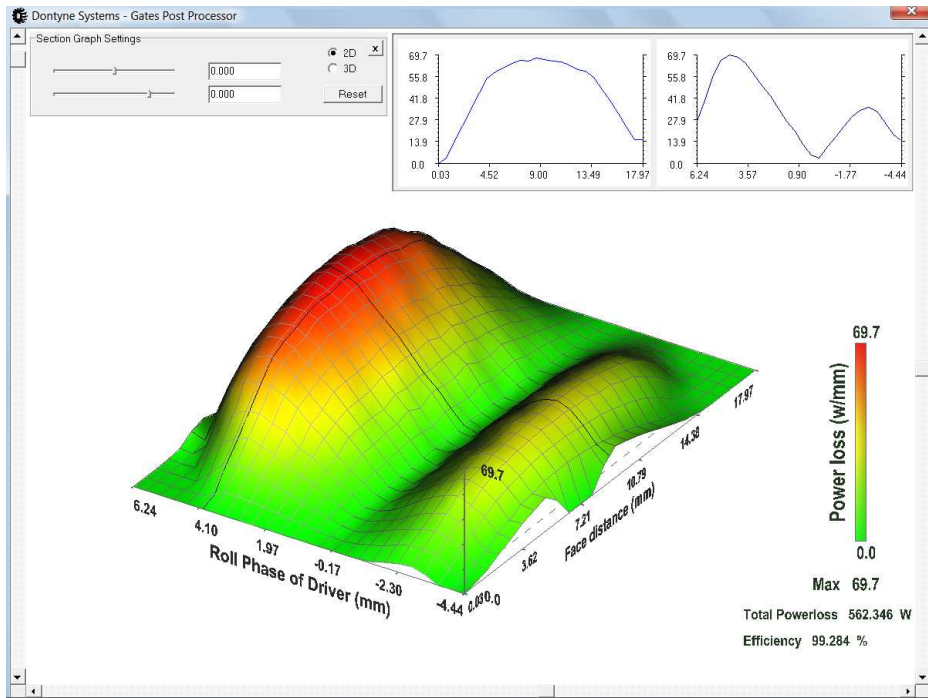 Dontyne Systems - Gates Post Processor
Section Graph Settings
x
2D
3D
0.000
0.000
Reset
69.7
55.8
41.8
27.9
13.9
0.0
0.03 4.52 9.00 13.49 17.97
69.7
55.8
41.8
27.9
13.9
0.0
6.24 3.57 0.90 -1.77 -4.44
69.7
Power loss (w/mm)
0.0
Max 69.7
Total Powerloss 562.346 W
Efficiency 99.284 %
69.7
6.24
4.10
1.97
-0.17
-2.30
-4.44
Roll Phase of Driver (mm)
0.03
0.0
3.62
7.21
10.79
14.38
17.97
Face distance (mm)